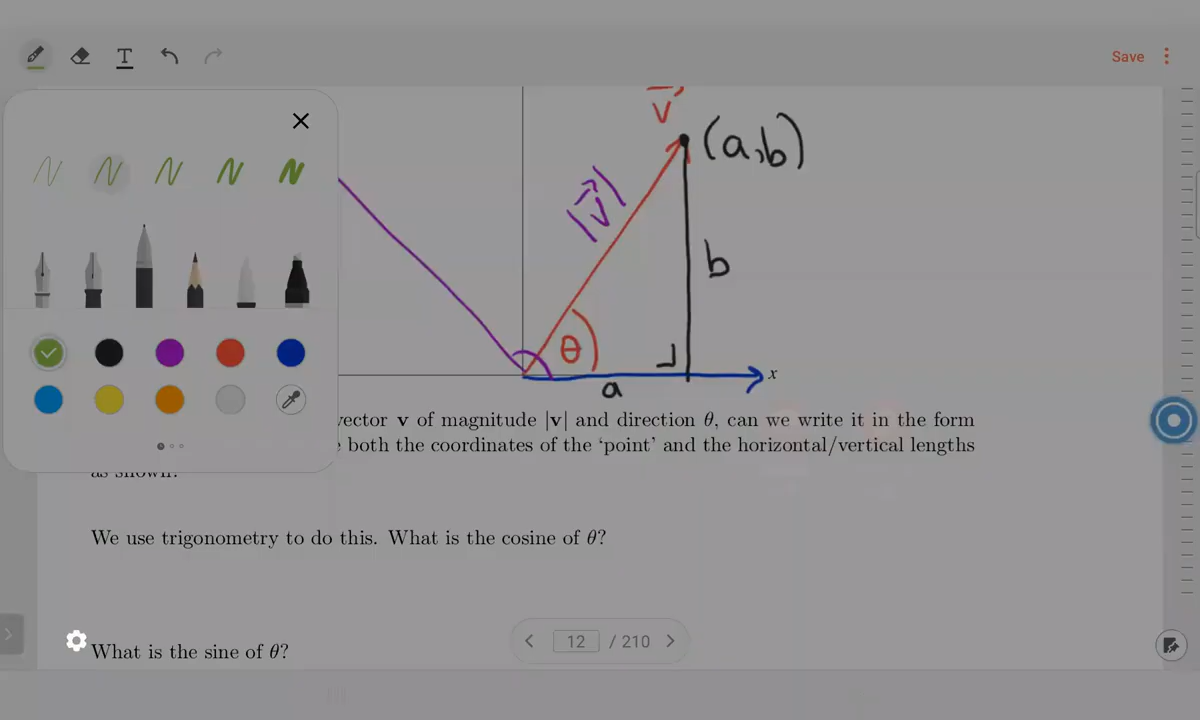 T Save
v
(a,b)
|v|
b
θ
x
a
vector v of magnitude |v| and direction θ, can we write it in the form
both the coordinates of the ‘point’ and the horizontal/vertical lengths
as shown?
We use trigonometry to do this. What is the cosine of θ?
12 / 210
What is the sine of θ?